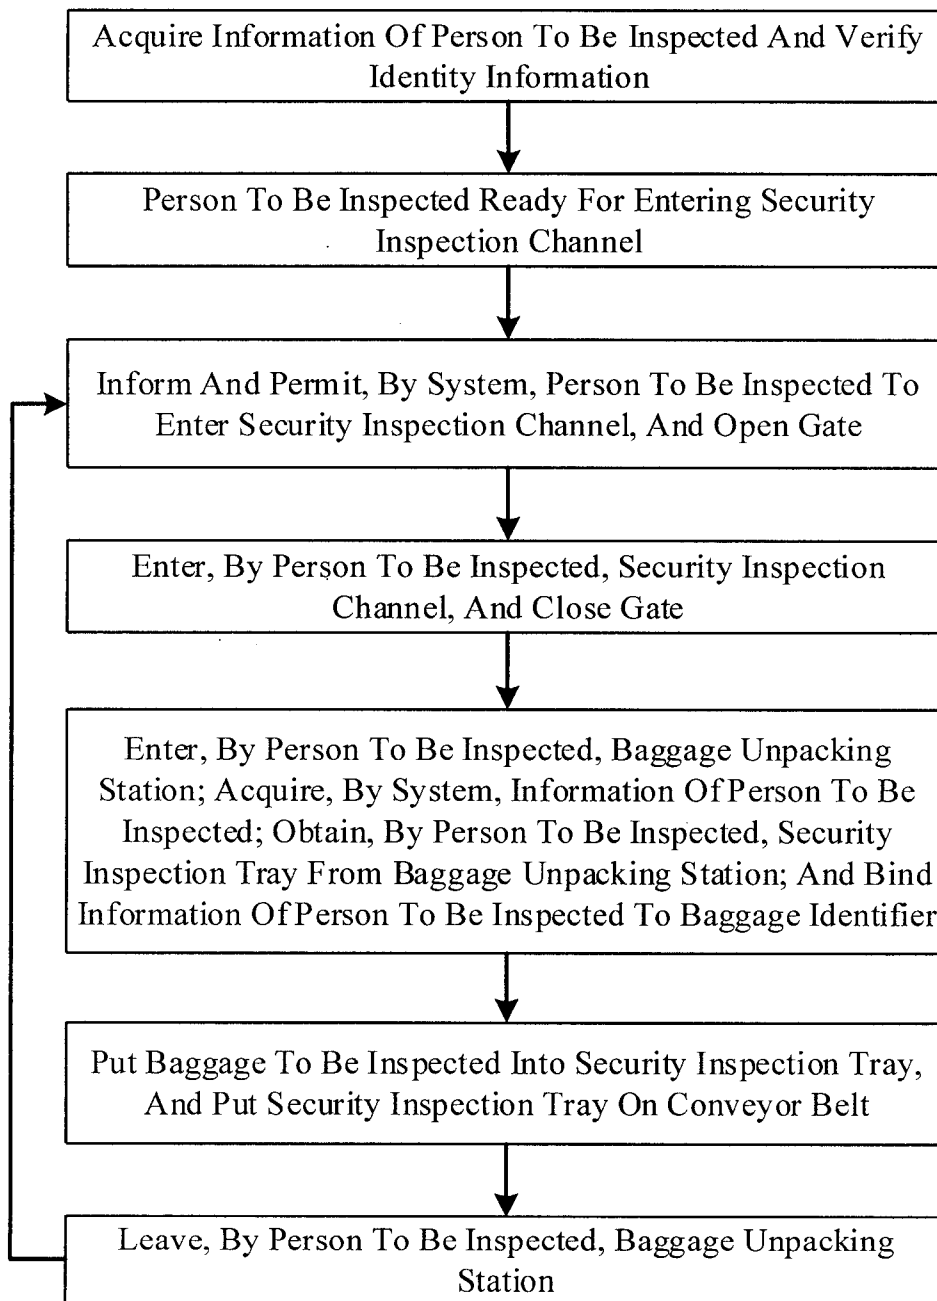 Acquire Information Of Person To Be Inspected And Verify
Identity Information
Person To Be Inspected Ready For Entering Security
Inspection Channel
Inform And Permit, By System, Person To Be Inspected To
Enter Security Inspection Channel, And Open Gate
Enter, By Person To Be Inspected, Security Inspection
Channel, And Close Gate
Enter, By Person To Be Inspected, Baggage Unpacking
Station; Acquire, By System, Information Of Person To Be
Inspected; Obtain, By Person To Be Inspected, Security
Inspection Tray From Baggage Unpacking Station; And Bind
Information Of Person To Be Inspected To Baggage Identifier
Put Baggage To Be Inspected Into Security Inspection Tray,
And Put Security Inspection Tray On Conveyor Belt
Leave, By Person To Be Inspected, Baggage Unpacking
Station